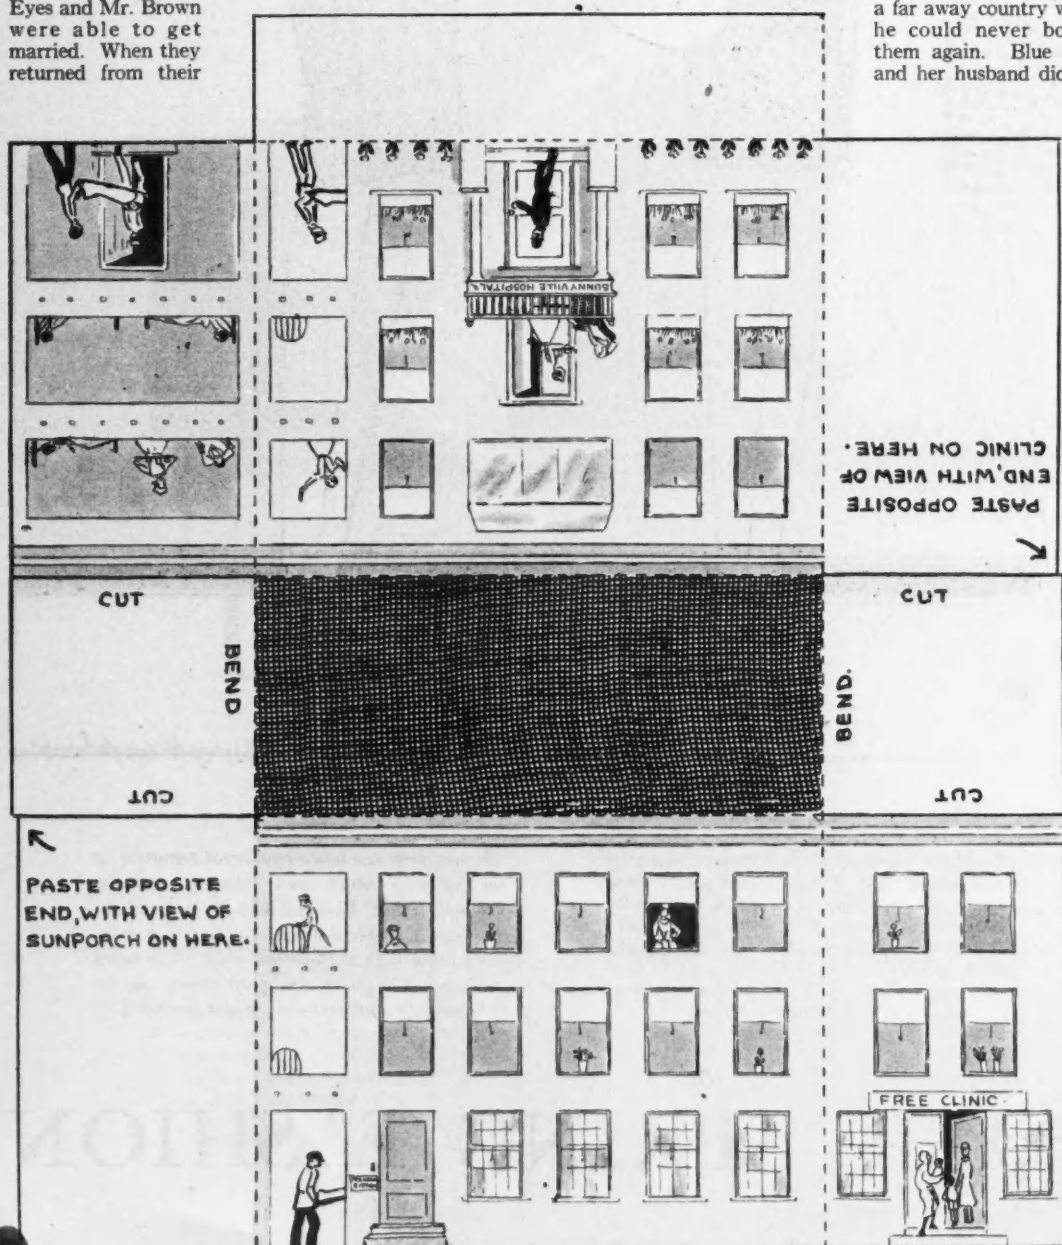 Eyes and Mr. Brown
were able to get
married. When they
returned from their
a far away country
he could never
them again. Blue
and her husband
SUNNYVILLE HOSPITAL.
PASTE OPPOSITE
END, WITH VIEW OF
CLINIC ON HERE.
CUT
CUT
BEND
BEND.
CUT
CUT
PASTE OPPOSITE
END, WITH VIEW OF
SUNPORCH ON HERE.
FREE CLINIC.